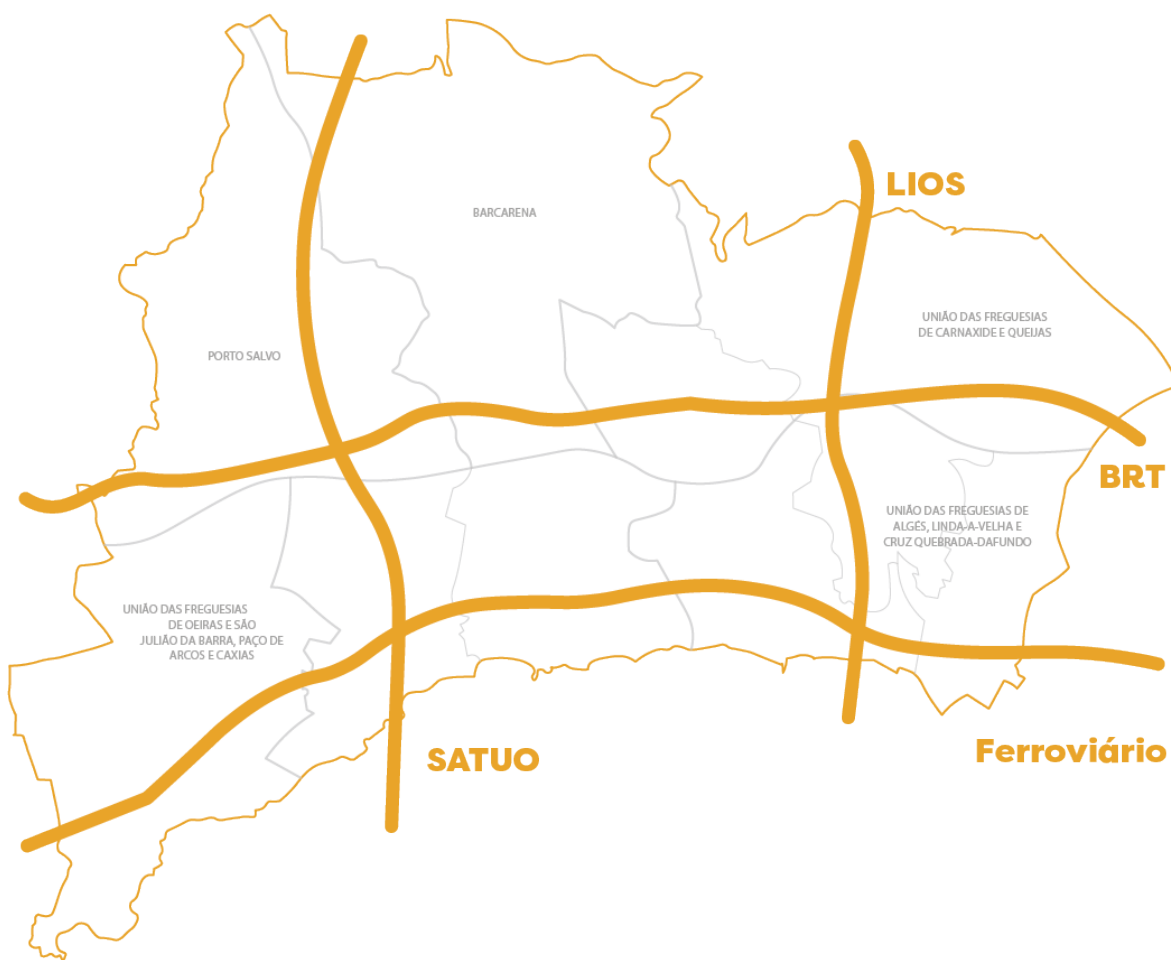 LIOS
BARCARENA
UNIÃO DAS FREGUESIAS
DE CARNAXIDE E QUEIJAS
PORTO SALVO
BRT
UNIÃO DAS FREGUESIAS DE
ALGÉS, LINDA-A-VELHA E
CRUZ QUEBRADA-DAFUNDO
UNIÃO DAS FREGUESIAS
DE OEIRAS E SÃO
JULIÃO DA BARRA, PAÇO DE
ARCOS E CAXIAS
SATUO
Ferroviário